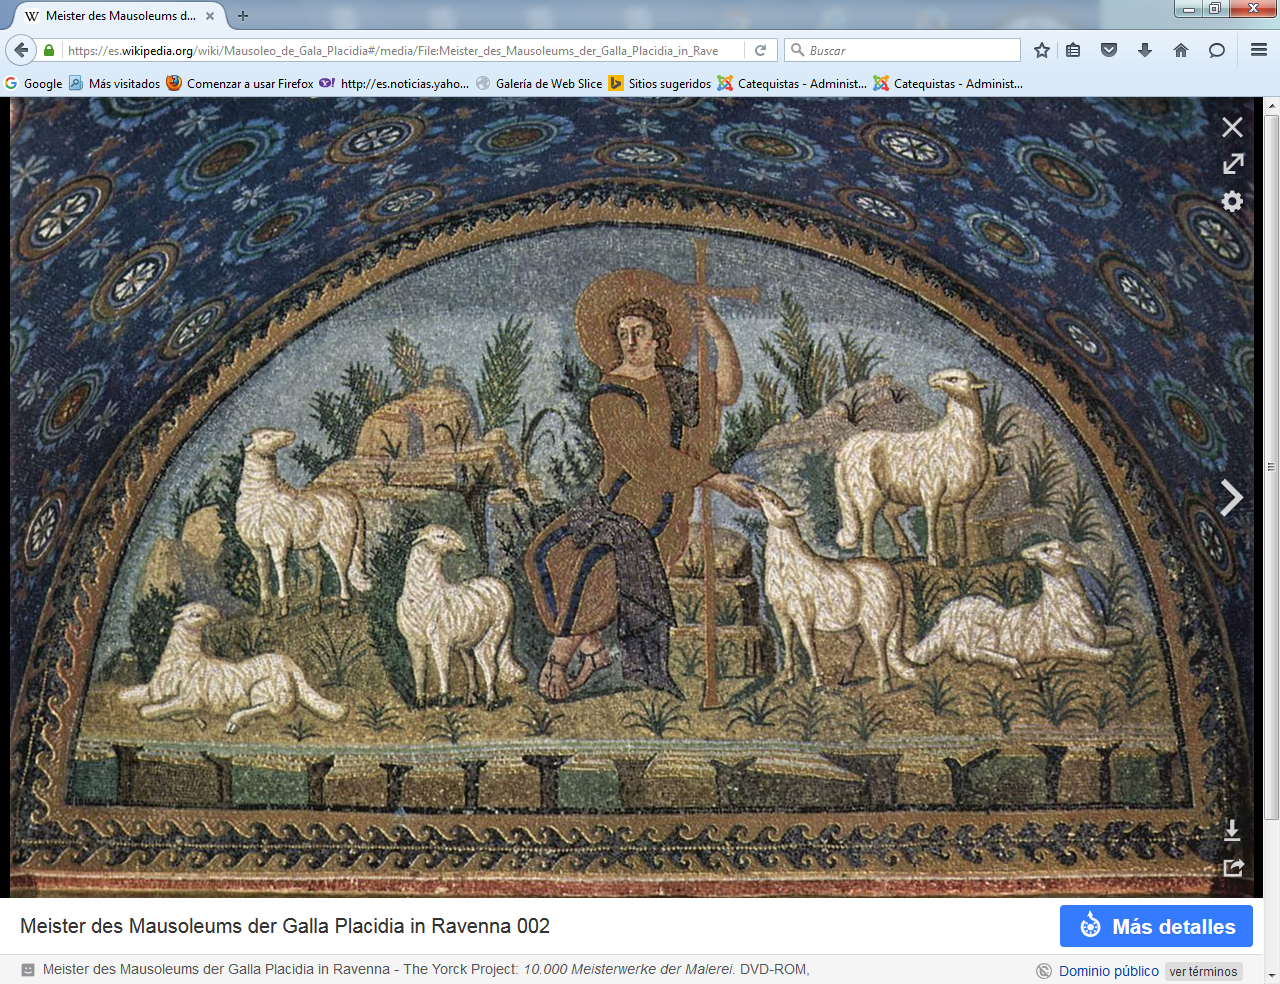 Meister des Mausoleums d...
https://es.wikipedia.org/wiki/Mausoleo_de_Gala_Placidia#/media/File:Meister_des_Mausoleums_der_Galla_Placidia_in_Rave
Buscar
Google Más visitados Comenzar a usar Firefox http://es.noticias.yaho... Galería de Web Slice Sitios sugeridos Catequistas - Administ... Catequistas - Administ...
Meister des Mausoleums der Galla Placidia in Ravenna 002
Más detalles
Meister des Mausoleums der Galla Placidia in Ravenna - The Yorck Project: 10.000 Meisterwerke der Malerei. DVD-ROM,
Dominio público ver términos